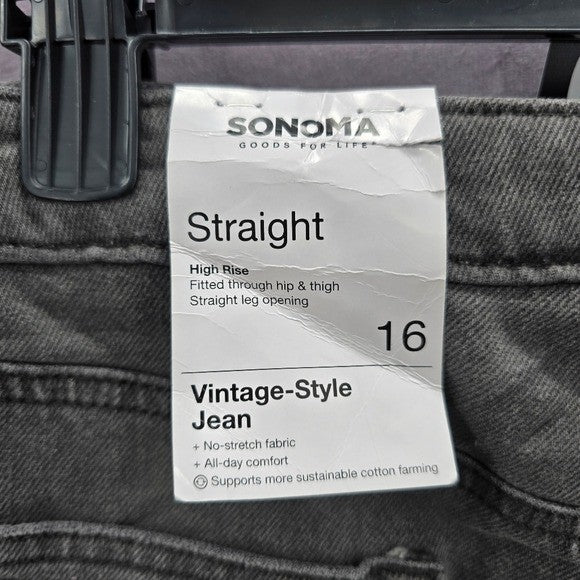 SONOMA
GOODS FOR LIFE
Straight
High Rise
Fitted through hip & thigh
Straight leg opening
16
Vintage-Style
Jean
+ No-stretch fabric
+ All-day comfort
Supports more sustainable cotton farming